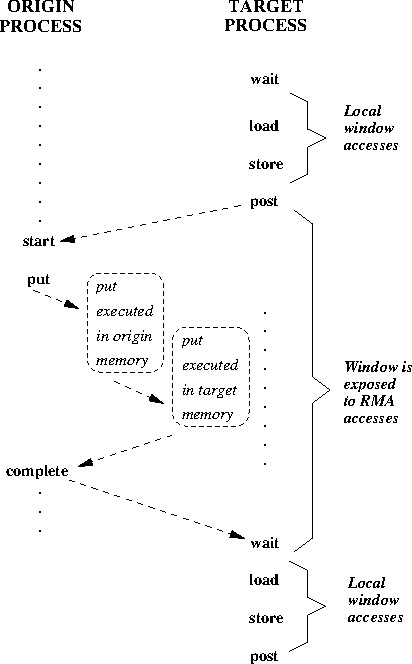 ORIGIN
PROCESS
TARGET
PROCESS
wait
load
store
Local
window
accesses
post
start
put
put
executed
in origin
memory
put
executed
in target
memory
Window is
exposed
to RMA
accesses
complete
wait
load
store
post
Local
window
accesses